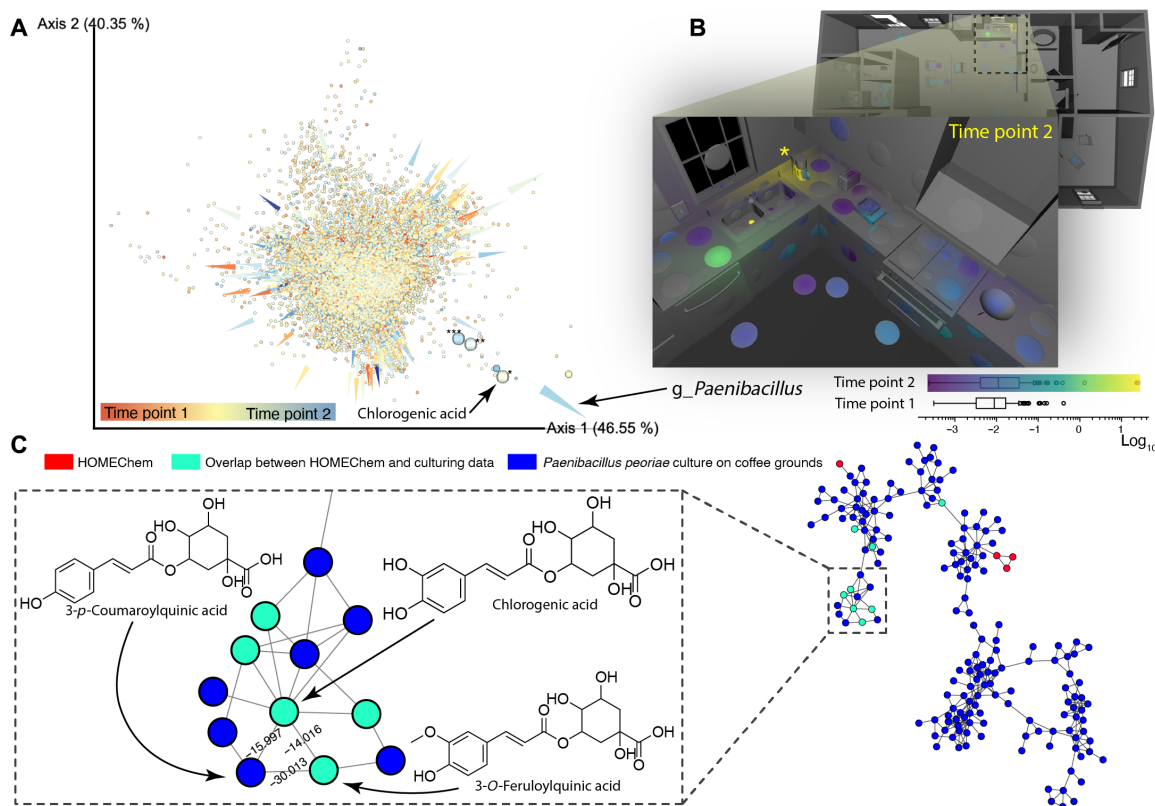 A
Axis 2 (40.35 %)
***
**
*
Chlorogenic acid
g_Paenibacillus
Time point 1
Time point 2
Axis 1 (46.55 %)
B
Time point 2
*
Time point 2
Time point 1
−3 −2 −1 0 1
Log10
C
HOMEChem
Overlap between HOMEChem and culturing data
Paenibacillus peoriae culture on coffee grounds
OH
HO
O
OH
O
OH
O
HO
3-p-Coumaroylquinic acid
OH
HO
HO
O
OH
O
OH
O
HO
Chlorogenic acid
OH
HO
O
OH
O
OH
O
O
HO
3-O-Feruloylquinic acid
−15.997
−14.016
−30.013